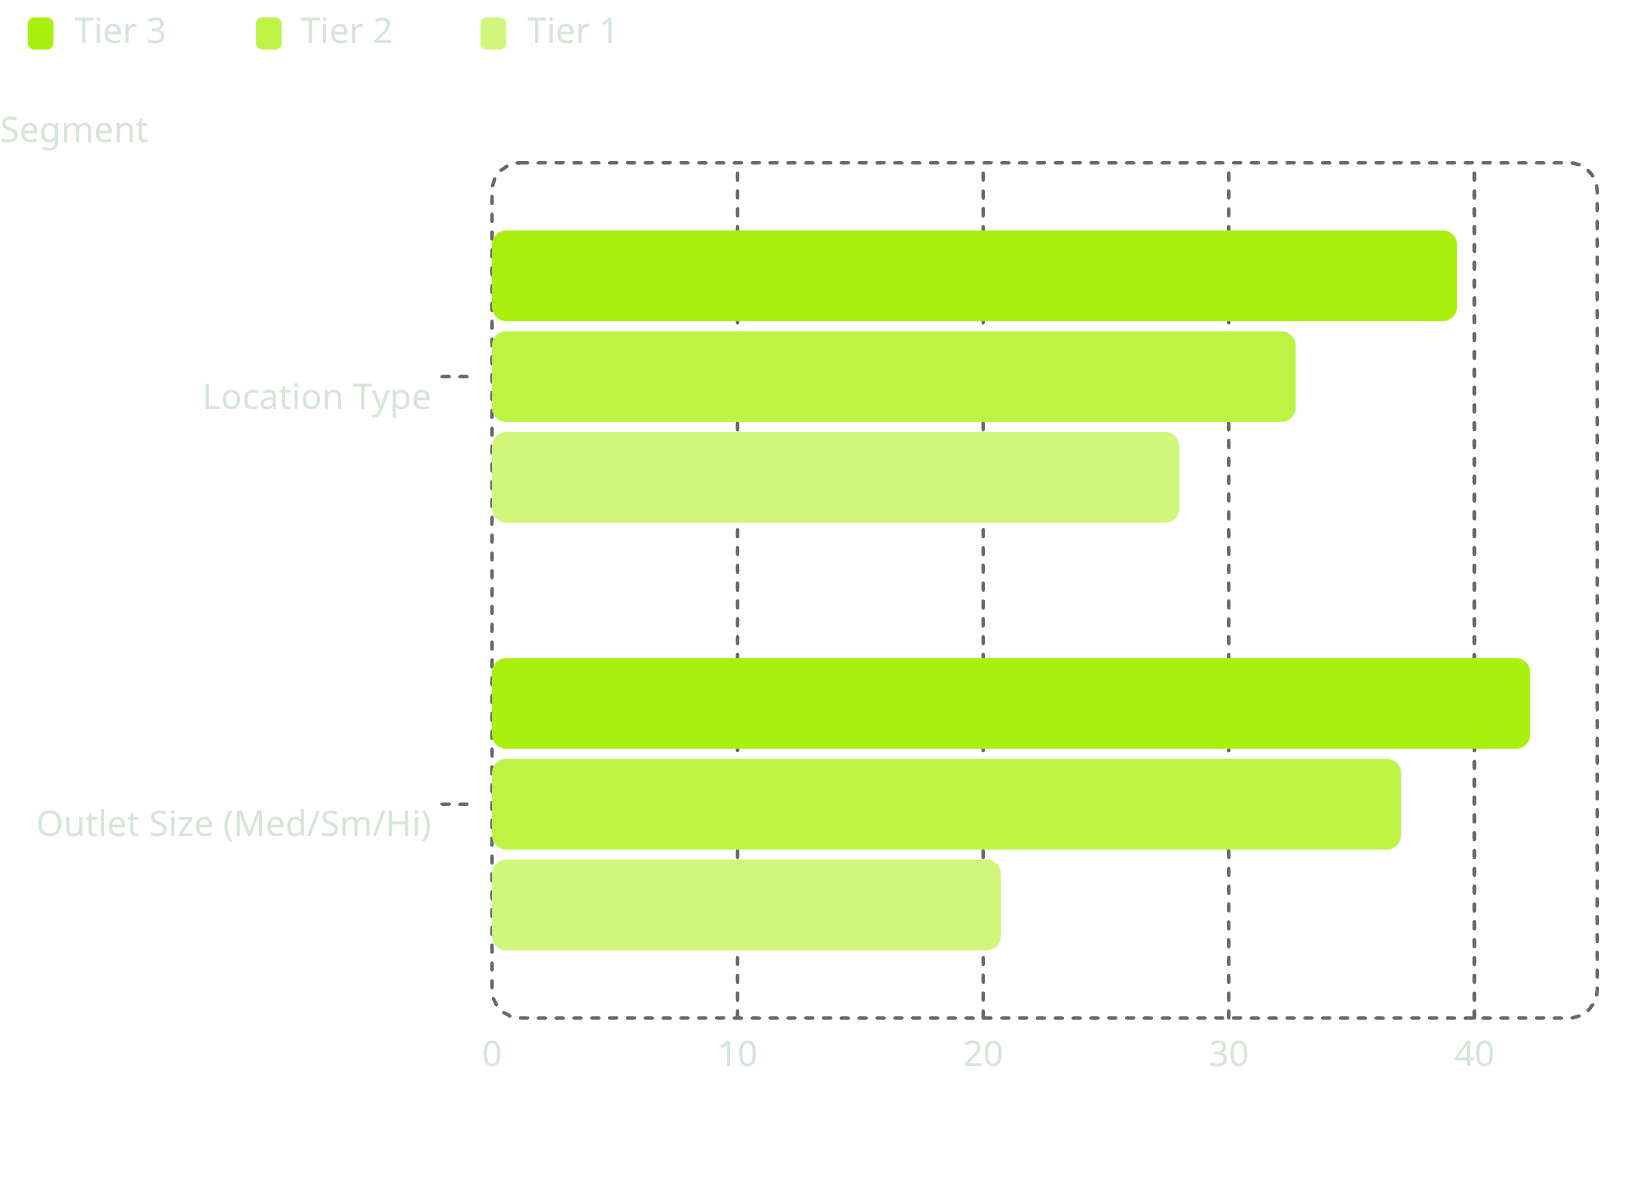 Tier 3 Tier 2 Tier 1
Segment
Location Type
Outlet Size (Med/Sm/Hi)
0 10 20 30 40